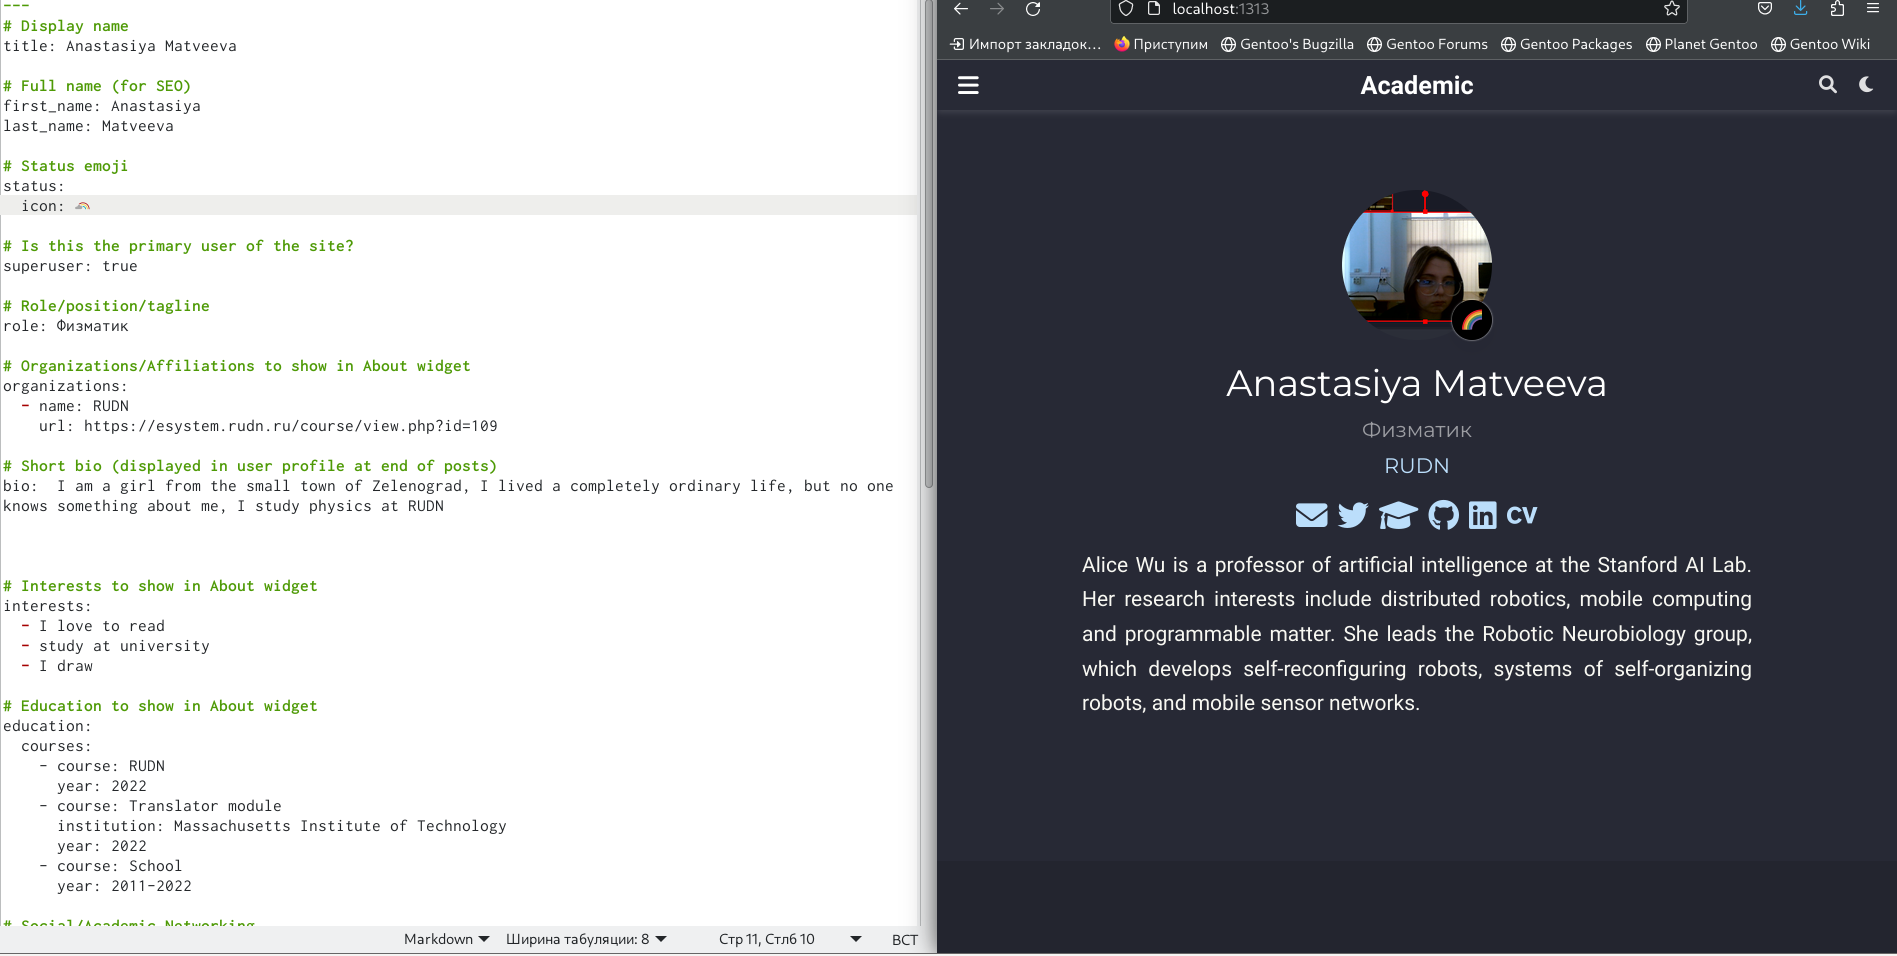 ---
# Display name
title: Anastasiya Matveeva
# Full name (for SEO)
first_name: Anastasiya
last_name: Matveeva
# Status emoji
status:
icon: 🌈
# Is this the primary user of the site?
superuser: true
# Role/position/tagline
role: Физматик
# Organizations/Affiliations to show in About widget
organizations:
- name: RUDN
url: https://esystem.rudn.ru/course/view.php?id=109
# Short bio (displayed in user profile at end of posts)
bio:  I am a girl from the small town of Zelenograd, I lived a completely ordinary life, but no one
knows something about me, I study physics at RUDN
# Interests to show in About widget
interests:
- I love to read
- study at university
- I draw
# Education to show in About widget
education:
courses:
- course: RUDN
year: 2022
- course: Translator module
institution: Massachusetts Institute of Technology
year: 2022
- course: School
year: 2011-2022
# Social/Academic Networking
Markdown
Ширина табуляции: 8
Стр 11, Стлб 10
ВСТ
localhost:1313
Импорт закладок...
Приступим
Gentoo's Bugzilla
Gentoo Forums
Gentoo Packages
Planet Gentoo
Gentoo Wiki
Academic
Anastasiya Matveeva
Физматик
RUDN
CV
Alice Wu is a professor of artificial intelligence at the Stanford AI Lab.
Her research interests include distributed robotics, mobile computing
and programmable matter. She leads the Robotic Neurobiology group,
which develops self-reconfiguring robots, systems of self-organizing
robots, and mobile sensor networks.